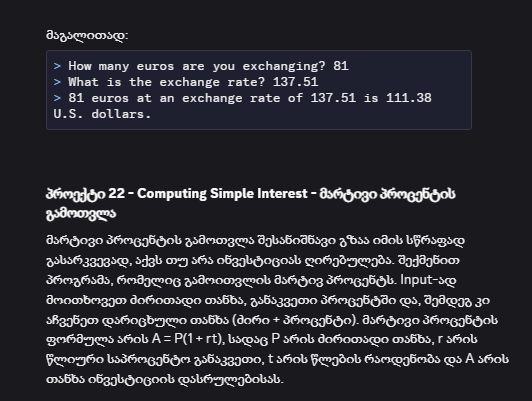 მაგალითად:
> How many euros are you exchanging? 81
> What is the exchange rate? 137.51
> 81 euros at an exchange rate of 137.51 is 111.38
U.S. dollars.
პროექტი 22 - Computing Simple Interest - მარტივი პროცენტის
გამოთვლა
მარტივი პროცენტის გამოთვლა შესანიშნავი გზაა იმის სწრაფად
გასარკვევად, აქვს თუ არა ინვესტიციას ღირებულება. შექმენით
პროგრამა, რომელიც გამოითვლის მარტივ პროცენტს. Input-ად
მოითხოვეთ ძირითადი თანხა, განაკვეთი პროცენტში და, შემდეგ კი
აჩვენეთ დარიცხული თანხა (ძირი + პროცენტი). მარტივი პროცენტის
ფორმულა არის A = P(1 + rt), სადაც P არის ძირითადი თანხა, r არის
წლიური საპროცენტო განაკვეთი, t არის წლების რაოდენობა და A არის
თანხა ინვესტიციის დასრულებისას.